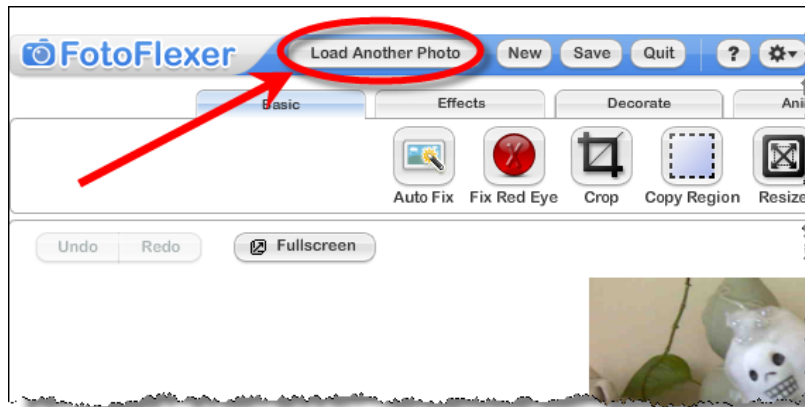 FotoFlexer Load Another Photo New Save Quit ?
Basic Effects Decorate Ani
Auto Fix Fix Red Eye Crop Copy Region Resize
Undo Redo Fullscreen